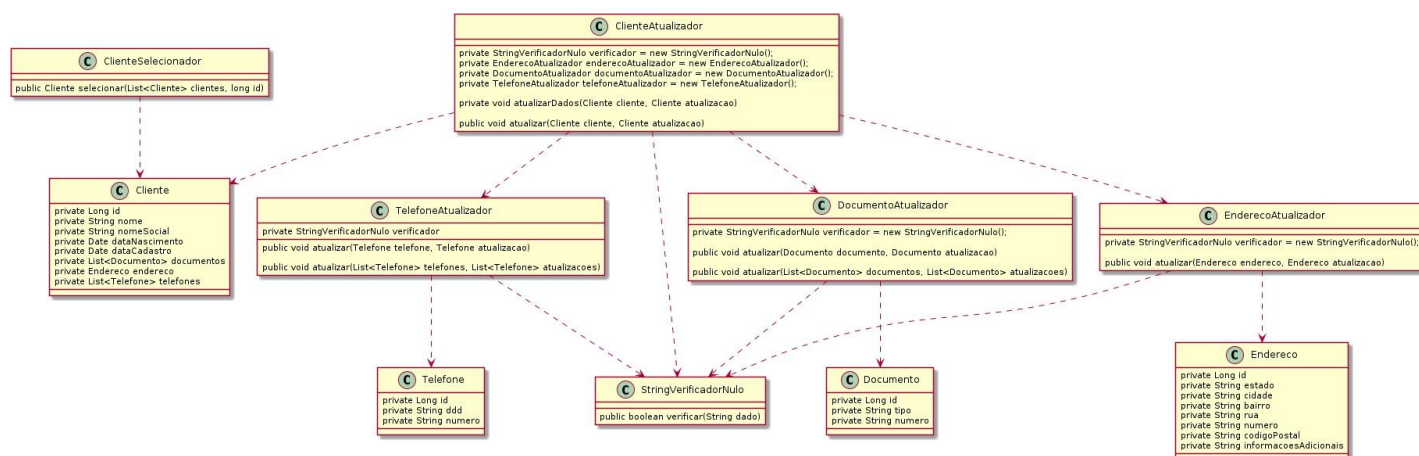 C ClienteAtualizador
private StringVerificadorNulo verificador = new StringVerificadorNulo();
private EnderecoAtualizador enderecoAtualizador = new EnderecoAtualizador();
private DocumentoAtualizador documentoAtualizador = new DocumentoAtualizador();
private TelefoneAtualizador telefoneAtualizador = new TelefoneAtualizador();
private void atualizarDados(Cliente cliente, Cliente atualizacao)
public void atualizar(Cliente cliente, Cliente atualizacao)
C ClienteSelecionador
public Cliente selecionar(List<Cliente> clientes, long id)
C Cliente
private Long id
private String nome
private String nomeSocial
private Date dataNascimento
private Date dataCadastro
private List<Documento> documentos
private Endereco endereco
private List<Telefone> telefones
C TelefoneAtualizador
private StringVerificadorNulo verificador
public void atualizar(Telefone telefone, Telefone atualizacao)
public void atualizar(List<Telefone> telefones, List<Telefone> atualizacoes)
C DocumentoAtualizador
private StringVerificadorNulo verificador = new StringVerificadorNulo();
public void atualizar(Documento documento, Documento atualizacao)
public void atualizar(List<Documento> documentos, List<Documento> atualizacoes)
C EnderecoAtualizador
private StringVerificadorNulo verificador = new StringVerificadorNulo();
public void atualizar(Endereco endereco, Endereco atualizacao)
C Telefone
private Long id
private String ddd
private String numero
C StringVerificadorNulo
public boolean verificar(String dado)
C Documento
private Long id
private String tipo
private String numero
C Endereco
private Long id
private String estado
private String cidade
private String bairro
private String rua
private String numero
private String codigoPostal
private String informacoesAdicionais